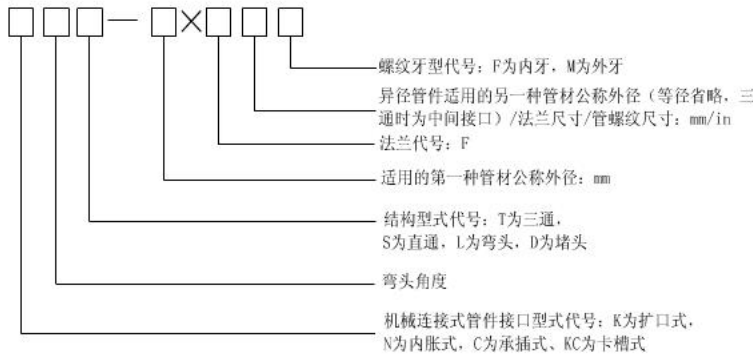 螺纹牙型代号：F为内牙，M为外牙
异径管件适用的另一种管材公称外径（等径省略，三
通时为中间接口）/法兰尺寸/管螺纹尺寸：mm/in
法兰代号：F
适用的第一种管材公称外径：mm
结构型式代号：T为三通，
S为直通，L为弯头，D为堵头
弯头角度
机械连接式管件接口型式代号：K为扩口式，
N为内胀式，C为承插式、KC为卡槽式